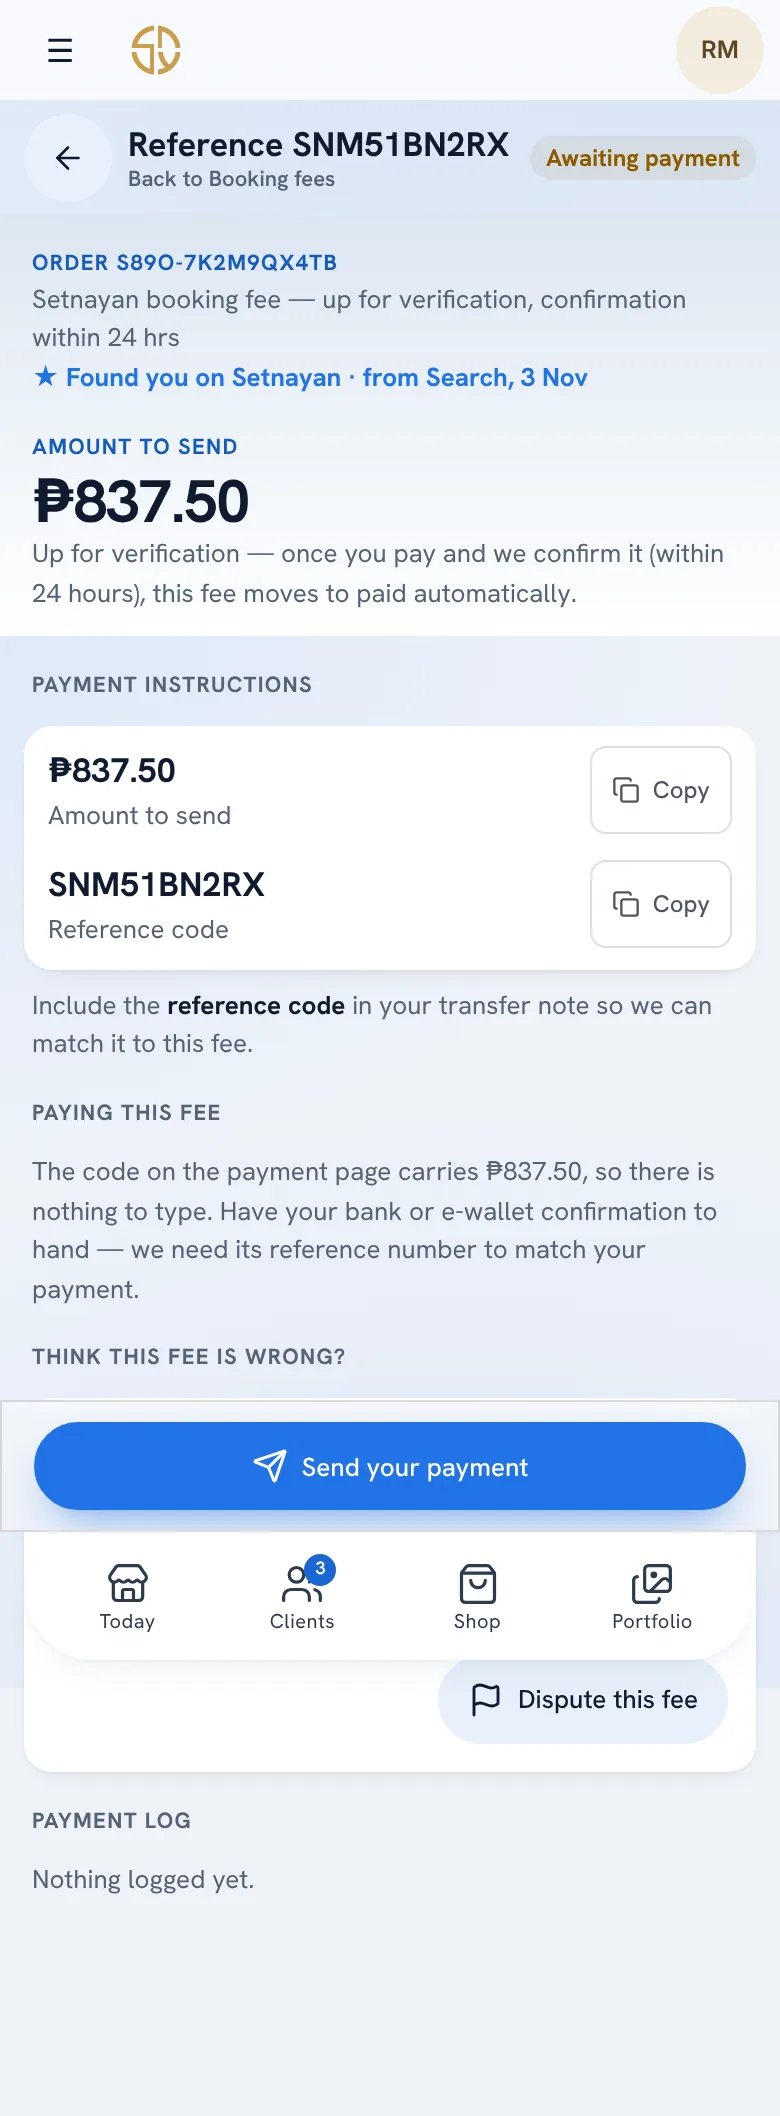 RM
Reference SNM51BN2RX
Awaiting payment
Back to Booking fees
ORDER S89O-7K2M9QX4TB
Setnayan booking fee — up for verification, confirmation
within 24 hrs
★ Found you on Setnayan · from Search, 3 Nov
AMOUNT TO SEND
₱837.50
Up for verification — once you pay and we confirm it (within
24 hours), this fee moves to paid automatically.
PAYMENT INSTRUCTIONS
₱837.50
Copy
Amount to send
SNM51BN2RX
Copy
Reference code
Include the reference code in your transfer note so we can
match it to this fee.
PAYING THIS FEE
The code on the payment page carries ₱837.50, so there is
nothing to type. Have your bank or e-wallet confirmation to
hand — we need its reference number to match your
payment.
THINK THIS FEE IS WRONG?
Send your payment
3
Today
Clients
Shop
Portfolio
Dispute this fee
PAYMENT LOG
Nothing logged yet.